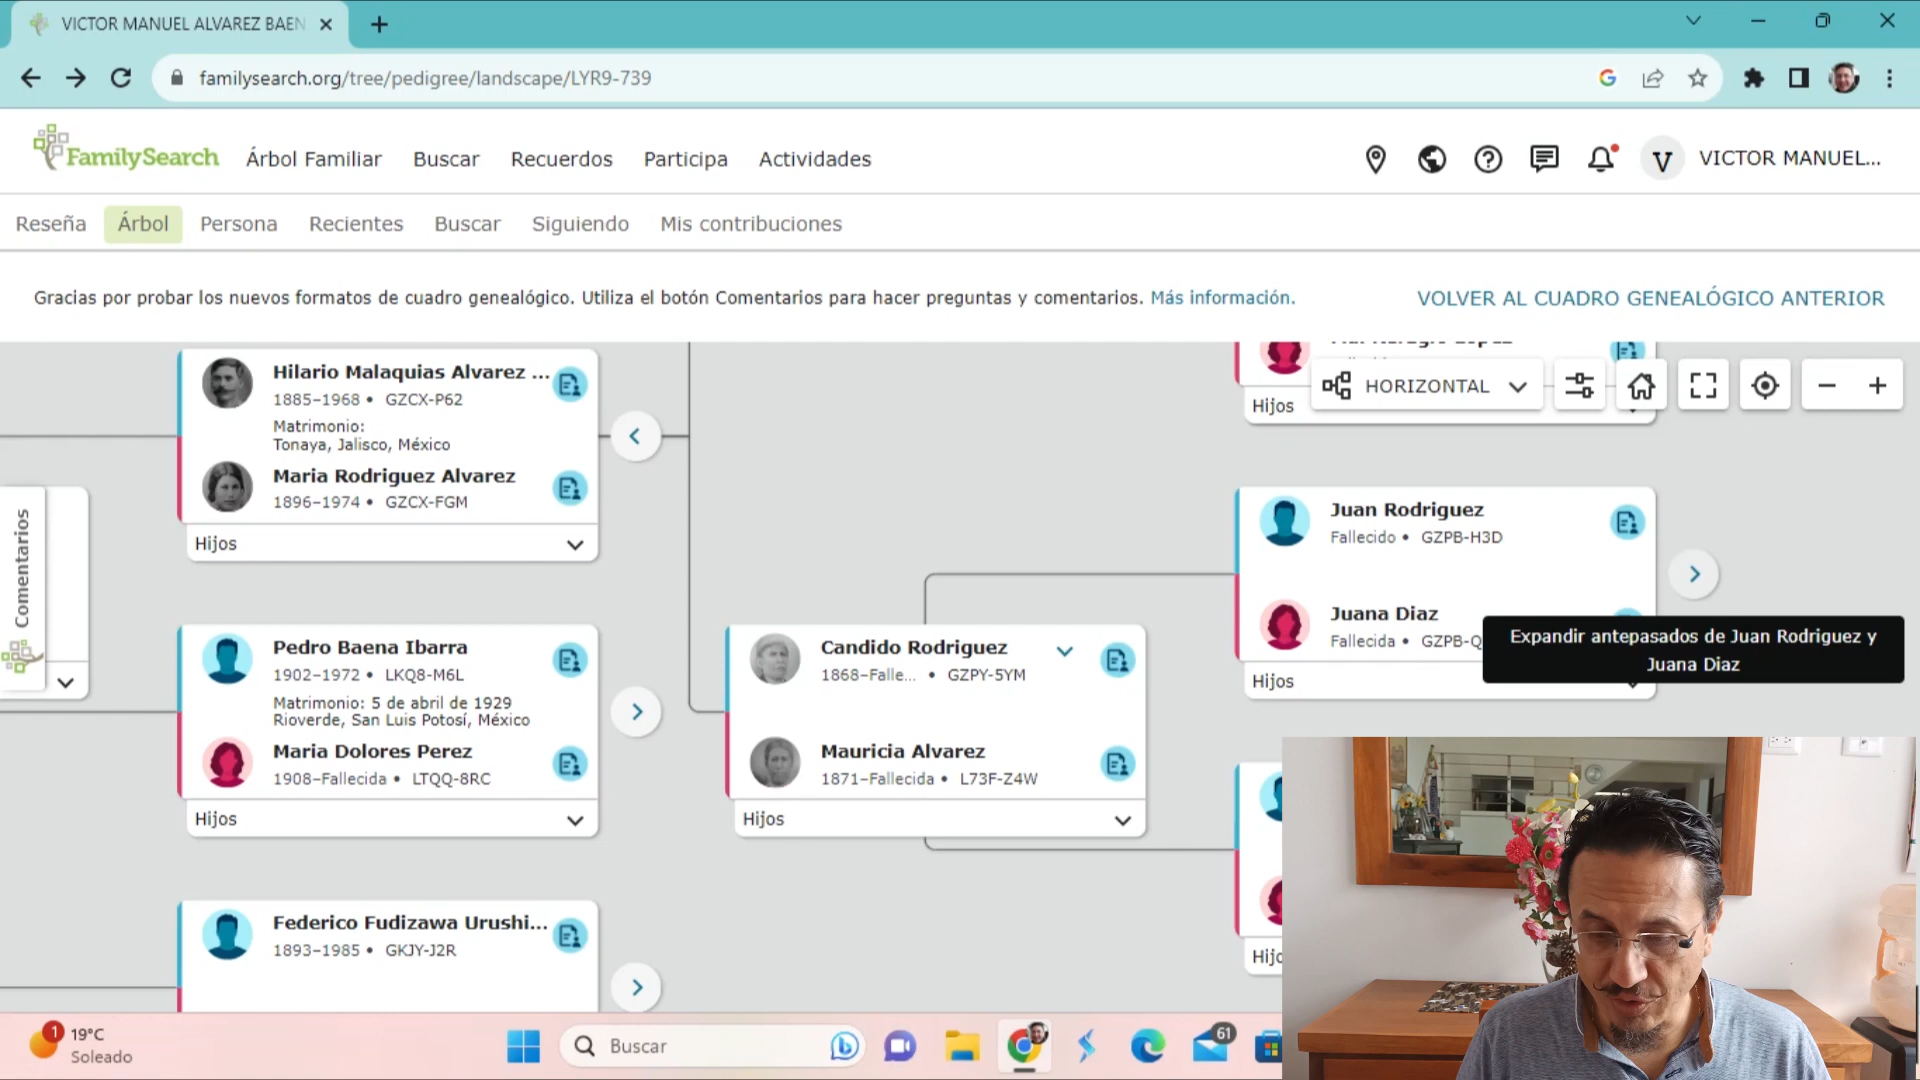 VICTOR MANUEL ALVAREZ BAEN
familysearch.org/tree/pedigree/landscape/LYR9-739
FamilySearch
Árbol Familiar
Buscar
Recuerdos
Participa
Actividades
V
VICTOR MANUEL...
Reseña
Árbol
Persona
Recientes
Buscar
Siguiendo
Mis contribuciones
Gracias por probar los nuevos formatos de cuadro genealógico. Utiliza el botón Comentarios para hacer preguntas y comentarios. Más información.
VOLVER AL CUADRO GENEALÓGICO ANTERIOR
HORIZONTAL
Hijos
Comentarios
Hilario Malaquias Alvarez ...
1885–1968 • GZCX-P62
Matrimonio:
Tonaya, Jalisco, México
Maria Rodriguez Alvarez
1896–1974 • GZCX-FGM
Hijos
Pedro Baena Ibarra
1902–1972 • LKQ8-M6L
Matrimonio: 5 de abril de 1929
Rioverde, San Luis Potosí, México
Maria Dolores Perez
1908–Fallecida • LTQQ-8RC
Hijos
Federico Fudizawa Urushi...
1893–1985 • GKJY-J2R
Candido Rodriguez
1868–Falle... • GZPY-5YM
Mauricia Alvarez
1871–Fallecida • L73F-Z4W
Hijos
Juan Rodriguez
Fallecido • GZPB-H3D
Juana Diaz
Fallecida • GZPB-Q
Hijos
Expandir antepasados de Juan Rodriguez y
Juana Diaz
1
19°C
Soleado
Buscar
61